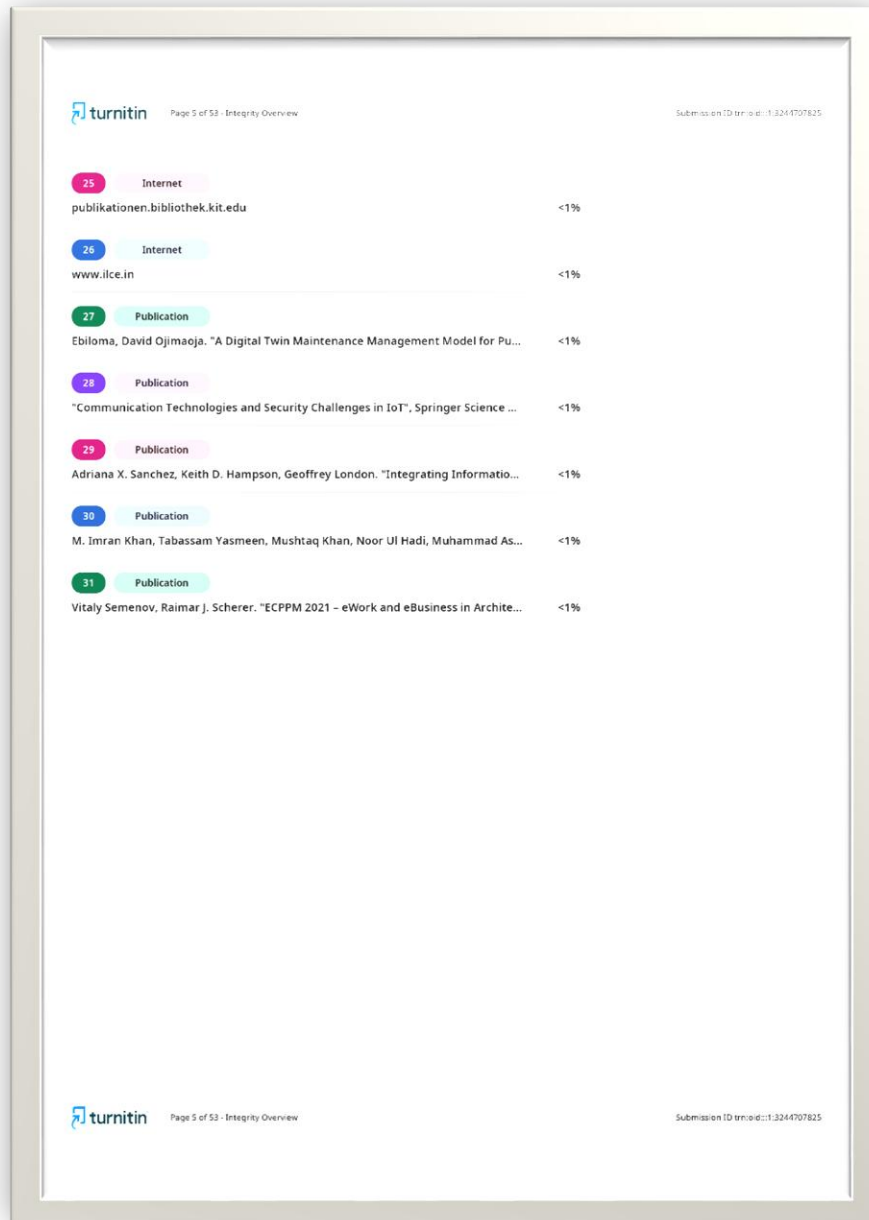 turnitin Page 5 of 53 - Integrity Overview Submission ID trn:oid:::1:3244707825
25 Internet
publikationen.bibliothek.kit.edu <1%
26 Internet
www.ilce.in <1%
27 Publication
Ebiloma, David Ojimaoja. "A Digital Twin Maintenance Management Model for Pu... <1%
28 Publication
"Communication Technologies and Security Challenges in IoT", Springer Science ... <1%
29 Publication
Adriana X. Sanchez, Keith D. Hampson, Geoffrey London. "Integrating Informatio... <1%
30 Publication
M. Imran Khan, Tabassam Yasmeen, Mushtaq Khan, Noor Ul Hadi, Muhammad As... <1%
31 Publication
Vitaly Semenov, Raimar J. Scherer. "ECPPM 2021 – eWork and eBusiness in Archite... <1%
turnitin Page 5 of 53 - Integrity Overview Submission ID trn:oid:::1:3244707825